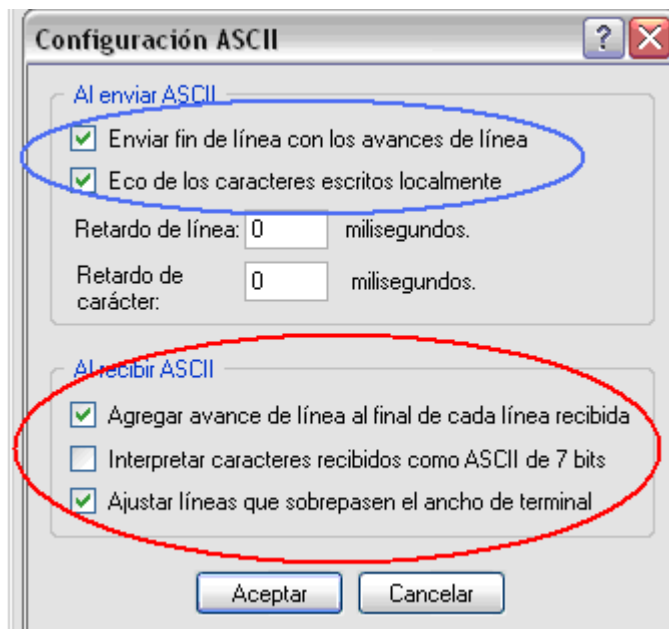 Configuración ASCII
Al enviar ASCII
Enviar fin de línea con los avances de línea
Eco de los caracteres escritos localmente
Retardo de línea: 0 milisegundos.
Retardo de
carácter: 0 milisegundos.
Al recibir ASCII
Agregar avance de línea al final de cada línea recibida
Interpretar caracteres recibidos como ASCII de 7 bits
Ajustar líneas que sobrepasen el ancho de terminal
Aceptar Cancelar